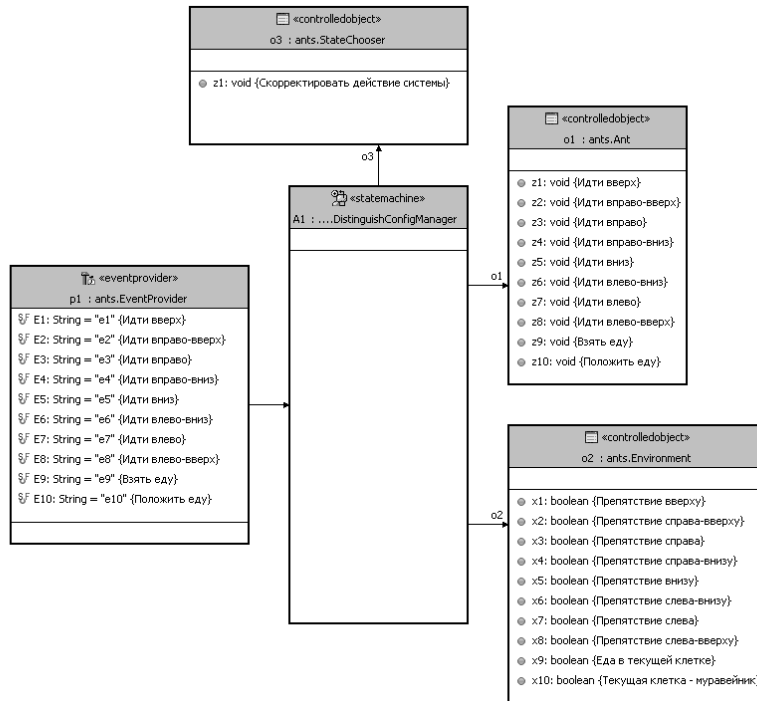 «controlledobject»
o3 : ants.StateChooser
z1: void {Скорректировать действие системы}
o3
«controlledobject»
o1 : ants.Ant
z1: void {Идти вверх}
z2: void {Идти вправо-вверх}
z3: void {Идти вправо}
z4: void {Идти вправо-вниз}
z5: void {Идти вниз}
z6: void {Идти влево-вниз}
z7: void {Идти влево}
z8: void {Идти влево-вверх}
z9: void {Взять еду}
z10: void {Положить еду}
«statemachine»
A1 : ....DistinguishConfigManager
o1
«eventprovider»
p1 : ants.EventProvider
E1: String = "e1" {Идти вверх}
E2: String = "e2" {Идти вправо-вверх}
E3: String = "e3" {Идти вправо}
E4: String = "e4" {Идти вправо-вниз}
E5: String = "e5" {Идти вниз}
E6: String = "e6" {Идти влево-вниз}
E7: String = "e7" {Идти влево}
E8: String = "e8" {Идти влево-вверх}
E9: String = "e9" {Взять еду}
E10: String = "e10" {Положить еду}
o2
«controlledobject»
o2 : ants.Environment
x1: boolean {Препятствие вверху}
x2: boolean {Препятствие справа-вверху}
x3: boolean {Препятствие справа}
x4: boolean {Препятствие справа-внизу}
x5: boolean {Препятствие внизу}
x6: boolean {Препятствие слева-внизу}
x7: boolean {Препятствие слева}
x8: boolean {Препятствие слева-вверху}
x9: boolean {Еда в текущей клетке}
x10: boolean {Текущая клетка - муравейник}